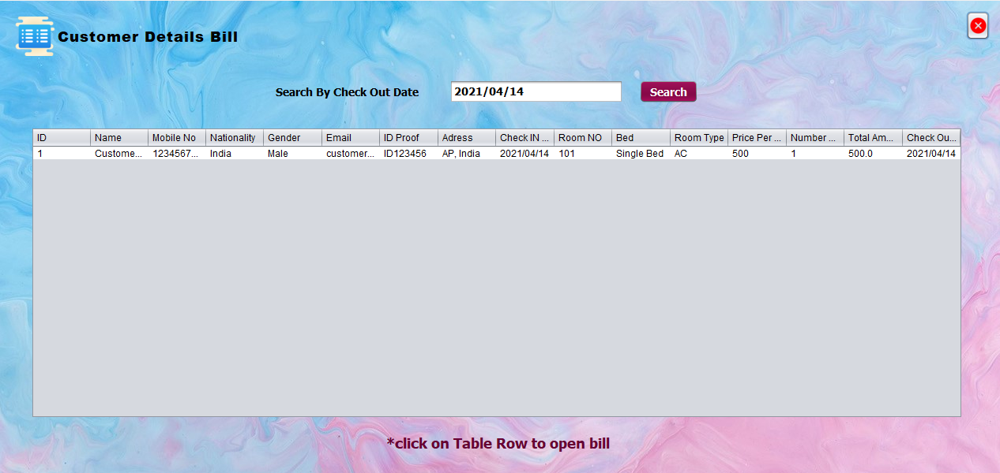 Customer Details Bill
Search By Check Out Date 2021/04/14 Search
ID Name Mobile No Nationality Gender Email ID Proof Adress Check IN ... Room NO Bed Room Type Price Per ... Number ... Total Am... Check Ou...
1 Custome... 1234567... India Male customer... ID123456 AP, India 2021/04/14 101 Single Bed AC 500 1 500.0 2021/04/14
*click on Table Row to open bill